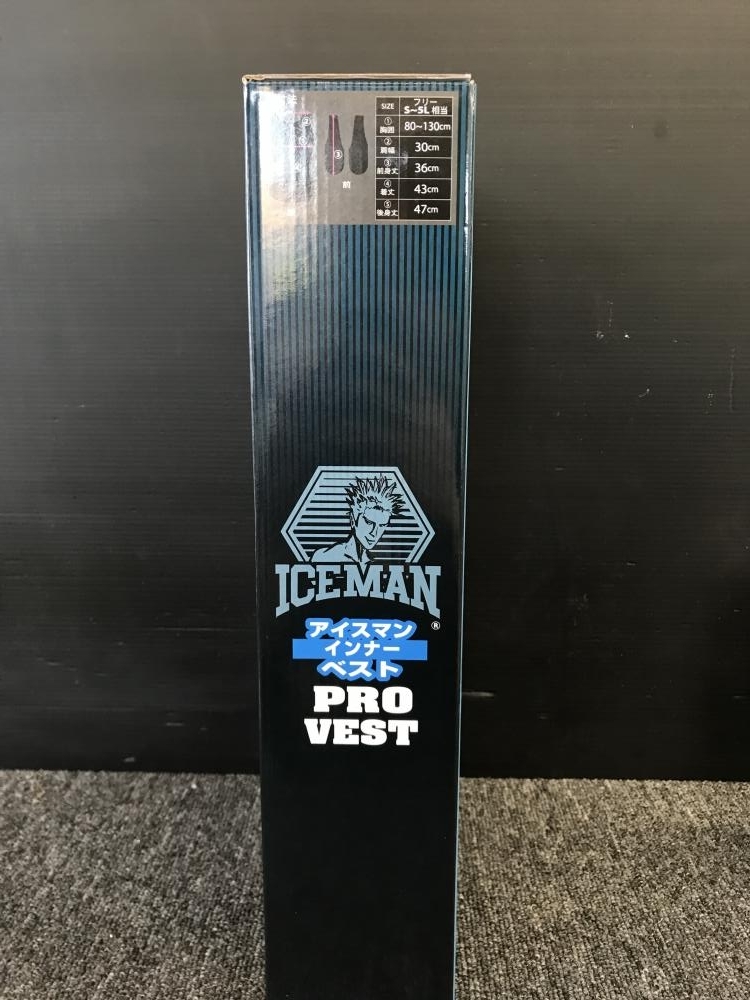 SIZE フリー S~5L 相当
① 胸囲 80~130cm
② 肩幅 30cm
③ 前身丈 36cm
④ 着丈 43cm
⑤ 後身丈 47cm
②
③
前
ICEMAN
®
アイスマン
インナー
ベスト
PRO
VEST